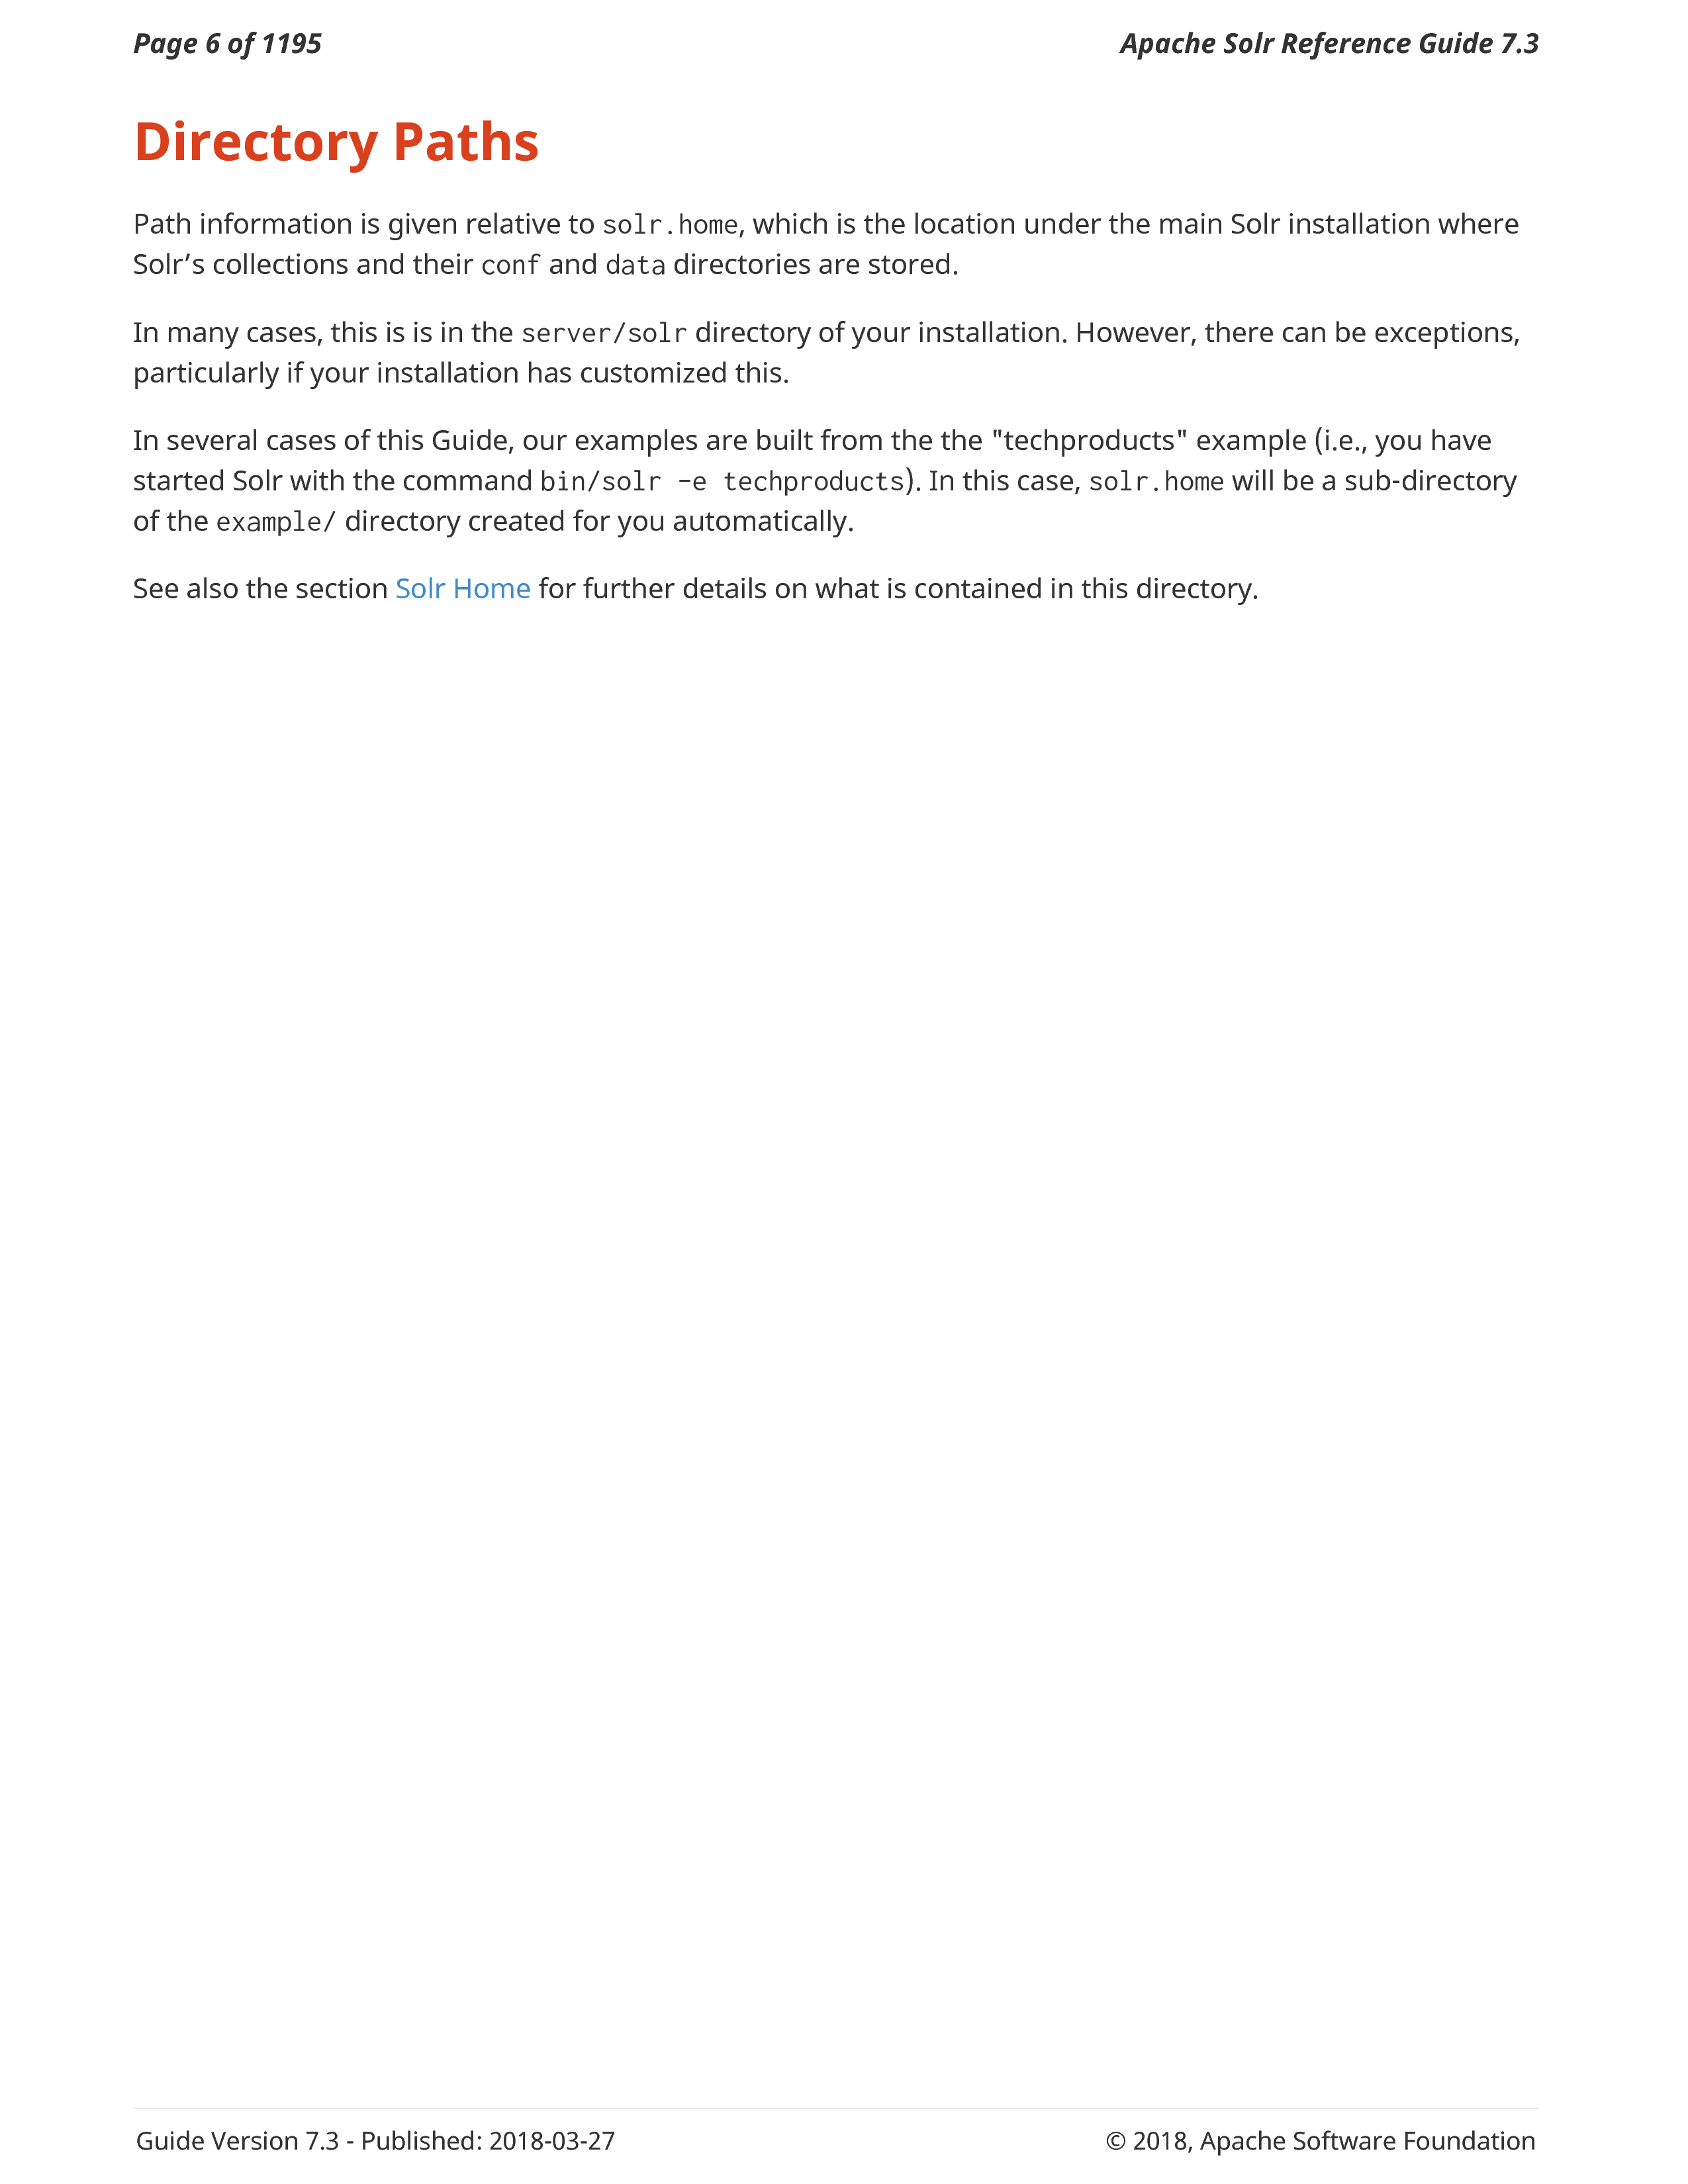 Page 6 of 1195
Apache Solr Reference Guide 7.3
Directory Paths
Path information is given relative to solr.home, which is the location under the main Solr installation where
Solr’s collections and their conf and data directories are stored.
In many cases, this is is in the server/solr directory of your installation. However, there can be exceptions,
particularly if your installation has customized this.
In several cases of this Guide, our examples are built from the the "techproducts" example (i.e., you have
started Solr with the command bin/solr -e techproducts). In this case, solr.home will be a sub-directory
of the example/ directory created for you automatically.
See also the section Solr Home for further details on what is contained in this directory.
Guide Version 7.3 - Published: 2018-03-27
© 2018, Apache Software Foundation